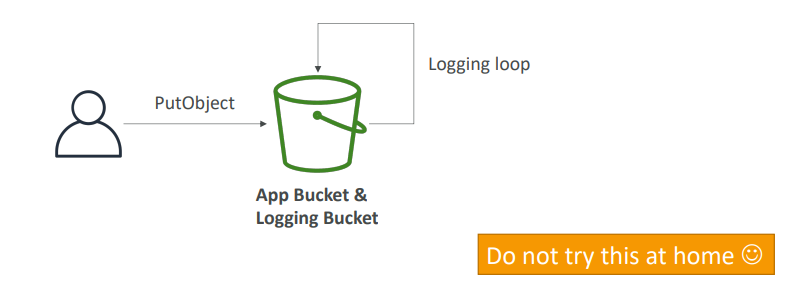 Logging loop
PutObject
App Bucket &
Logging Bucket
Do not try this at home ☺